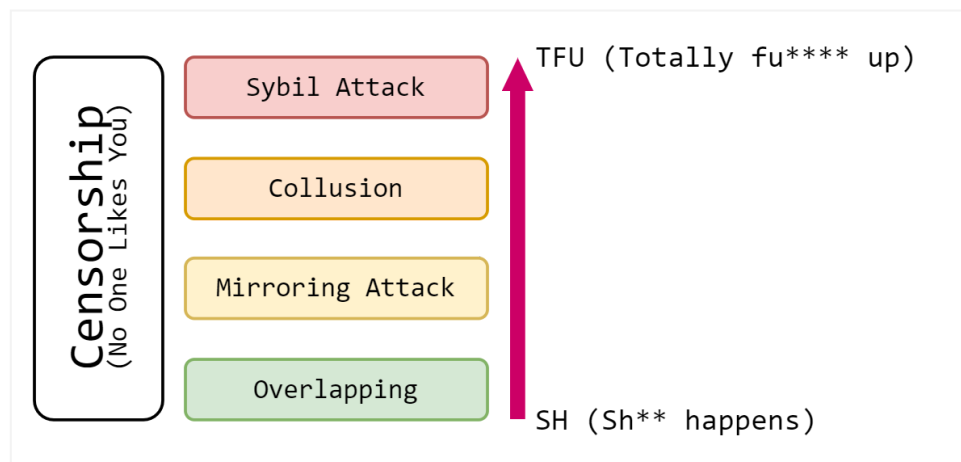 Censorship
(No One Likes You)
Sybil Attack
Collusion
Mirroring Attack
Overlapping
TFU (Totally fu**** up)
SH (Sh** happens)